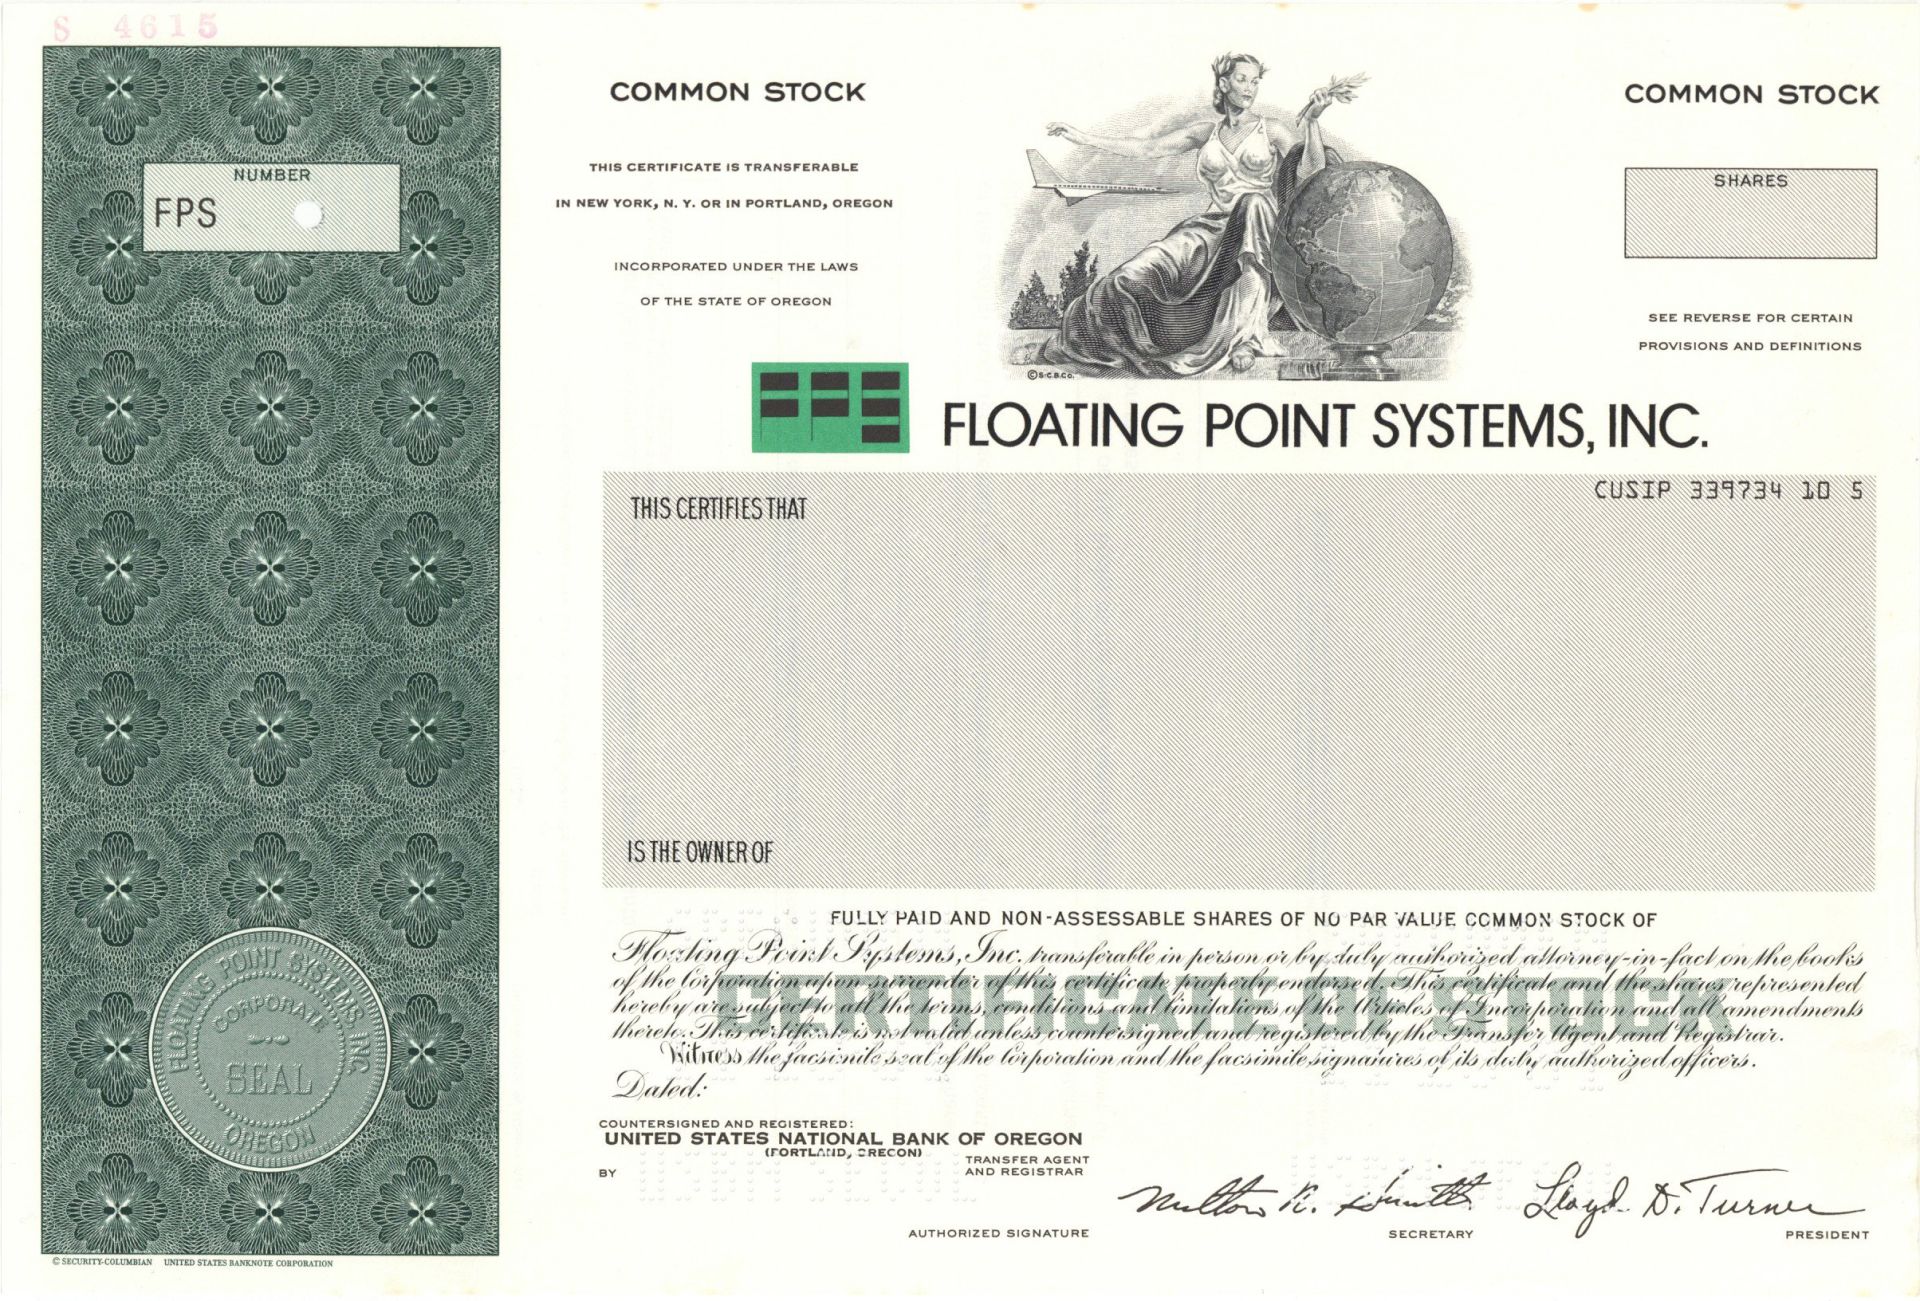 S 4615
NUMBER
FPS
COMMON STOCK
THIS CERTIFICATE IS TRANSFERABLE
IN NEW YORK, N. Y. OR IN PORTLAND, OREGON
INCORPORATED UNDER THE LAWS
OF THE STATE OF OREGON
©S-C.B.Co.
COMMON STOCK
SHARES
SEE REVERSE FOR CERTAIN
PROVISIONS AND DEFINITIONS
FPS
FLOATING POINT SYSTEMS, INC.
CUSIP 339734 10 5
THIS CERTIFIES THAT
IS THE OWNER OF
FULLY PAID AND NON-ASSESSABLE SHARES OF NO PAR VALUE COMMON STOCK OF
Floating Point Systems, Inc. transferable in person or by duly authorized attorney-in-fact on the books
of the Corporation upon surrender of this certificate properly endorsed. This certificate and the shares represented
hereby are subject to all the terms, conditions and limitations of the Articles of Incorporation and all amendments
thereto. This certificate is not valid unless countersigned and registered by the Transfer Agent and Registrar.
Witness the facsimile seal of the Corporation and the facsimile signatures of its duly authorized officers.
CERTIFICATE OF STOCK
Dated:
COUNTERSIGNED AND REGISTERED:
UNITED STATES NATIONAL BANK OF OREGON
(PORTLAND, OREGON)
TRANSFER AGENT
AND REGISTRAR
BY
AUTHORIZED SIGNATURE
Milton R. Smith
SECRETARY
Lloyd D. Turner
PRESIDENT
FLOATING POINT SYSTEMS, INC.
CORPORATE
SEAL
OREGON
© SECURITY-COLUMBIAN UNITED STATES BANKNOTE CORPORATION